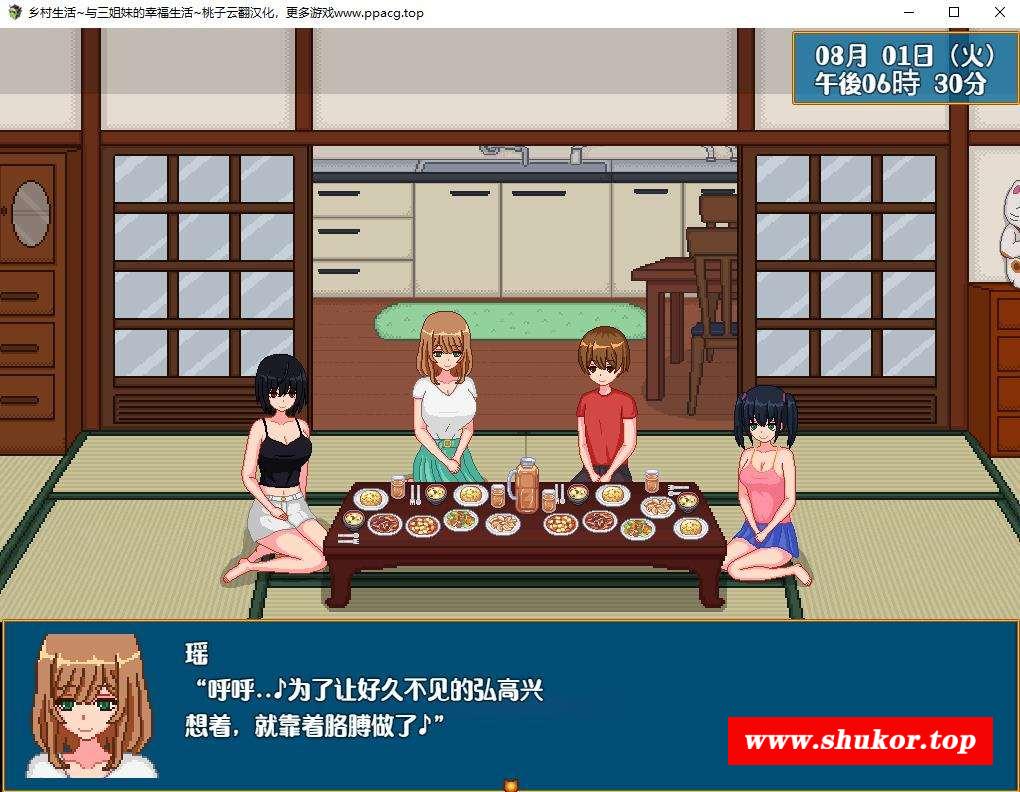 乡村生活~与三姐妹的幸福生活~桃子云翻汉化，更多游戏www.ppacg.top
08月 01日（火）
午後06時 30分
瑶
“呼呼..♪为了让好久不见的弘高兴
想着，就靠着胳膊做了♪”
www.shukor.top